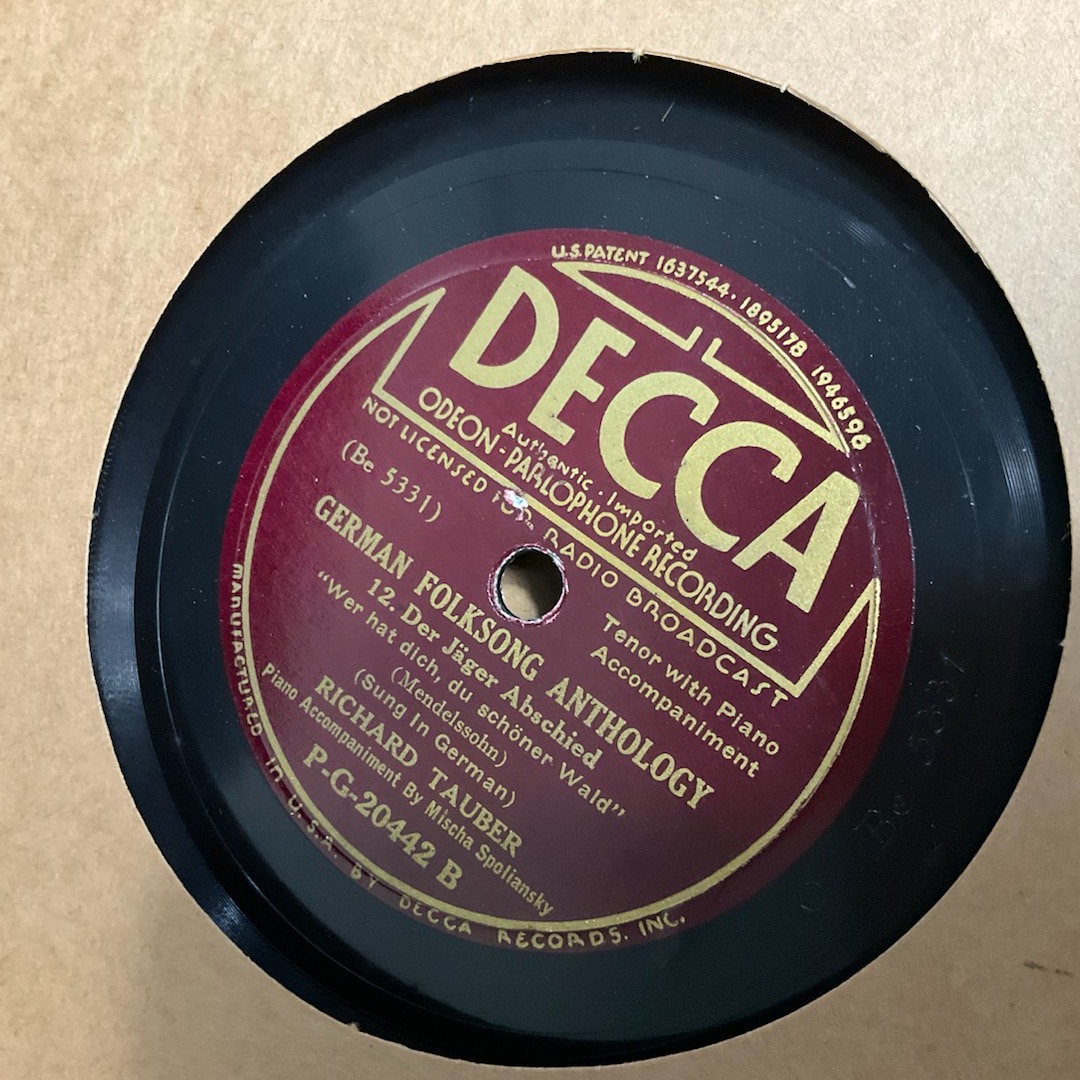 U.S. PATENT 1637544 · 1895178 1946596
DECCA
Authentic · Imported
ODEON-PARLOPHONE RECORDING
NOT LICENSED FOR RADIO BROADCAST
(Be 5331)
Tenor with Piano
Accompaniment
GERMAN FOLKSONG ANTHOLOGY
12. Der Jäger Abschied
"Wer hat dich, du schöner Wald"
(Mendelssohn)
(Sung In German)
RICHARD TAUBER
Piano Accompaniment By Mischa Spoliansky
P-G-20442 B
MANUFACTURED IN U.S.A. BY DECCA RECORDS, INC.
Be 5331